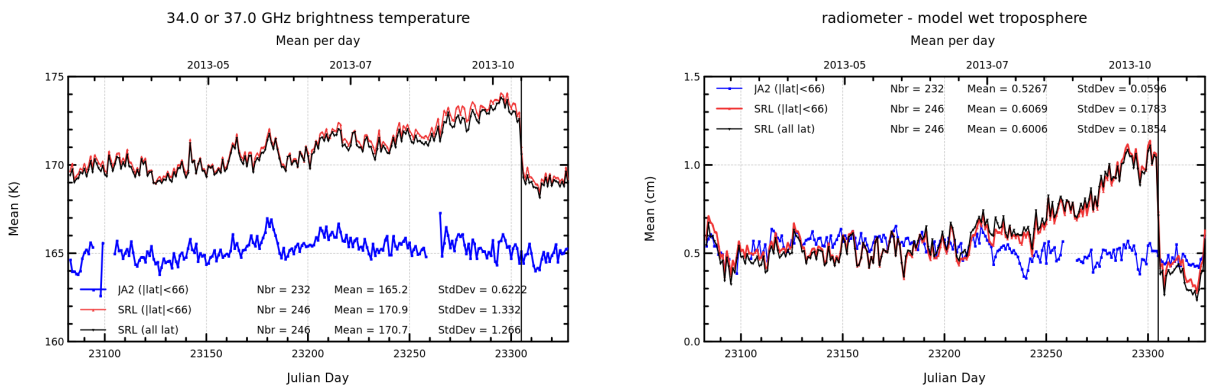 34.0 or 37.0 GHz brightness temperature
Mean per day
2013-05 2013-07 2013-10
175
170
165
160
Mean (K)
JA2 (|lat|<66) Nbr = 232 Mean = 165.2 StdDev = 0.6222
SRL (|lat|<66) Nbr = 246 Mean = 170.9 StdDev = 1.332
SRL (all lat) Nbr = 246 Mean = 170.7 StdDev = 1.266
23100 23150 23200 23250 23300
Julian Day
radiometer - model wet troposphere
Mean per day
2013-05 2013-07 2013-10
1.5
1.0
0.5
0.0
Mean (cm)
JA2 (|lat|<66) Nbr = 232 Mean = 0.5267 StdDev = 0.0596
SRL (|lat|<66) Nbr = 246 Mean = 0.6069 StdDev = 0.1783
SRL (all lat) Nbr = 246 Mean = 0.6006 StdDev = 0.1854
23100 23150 23200 23250 23300
Julian Day